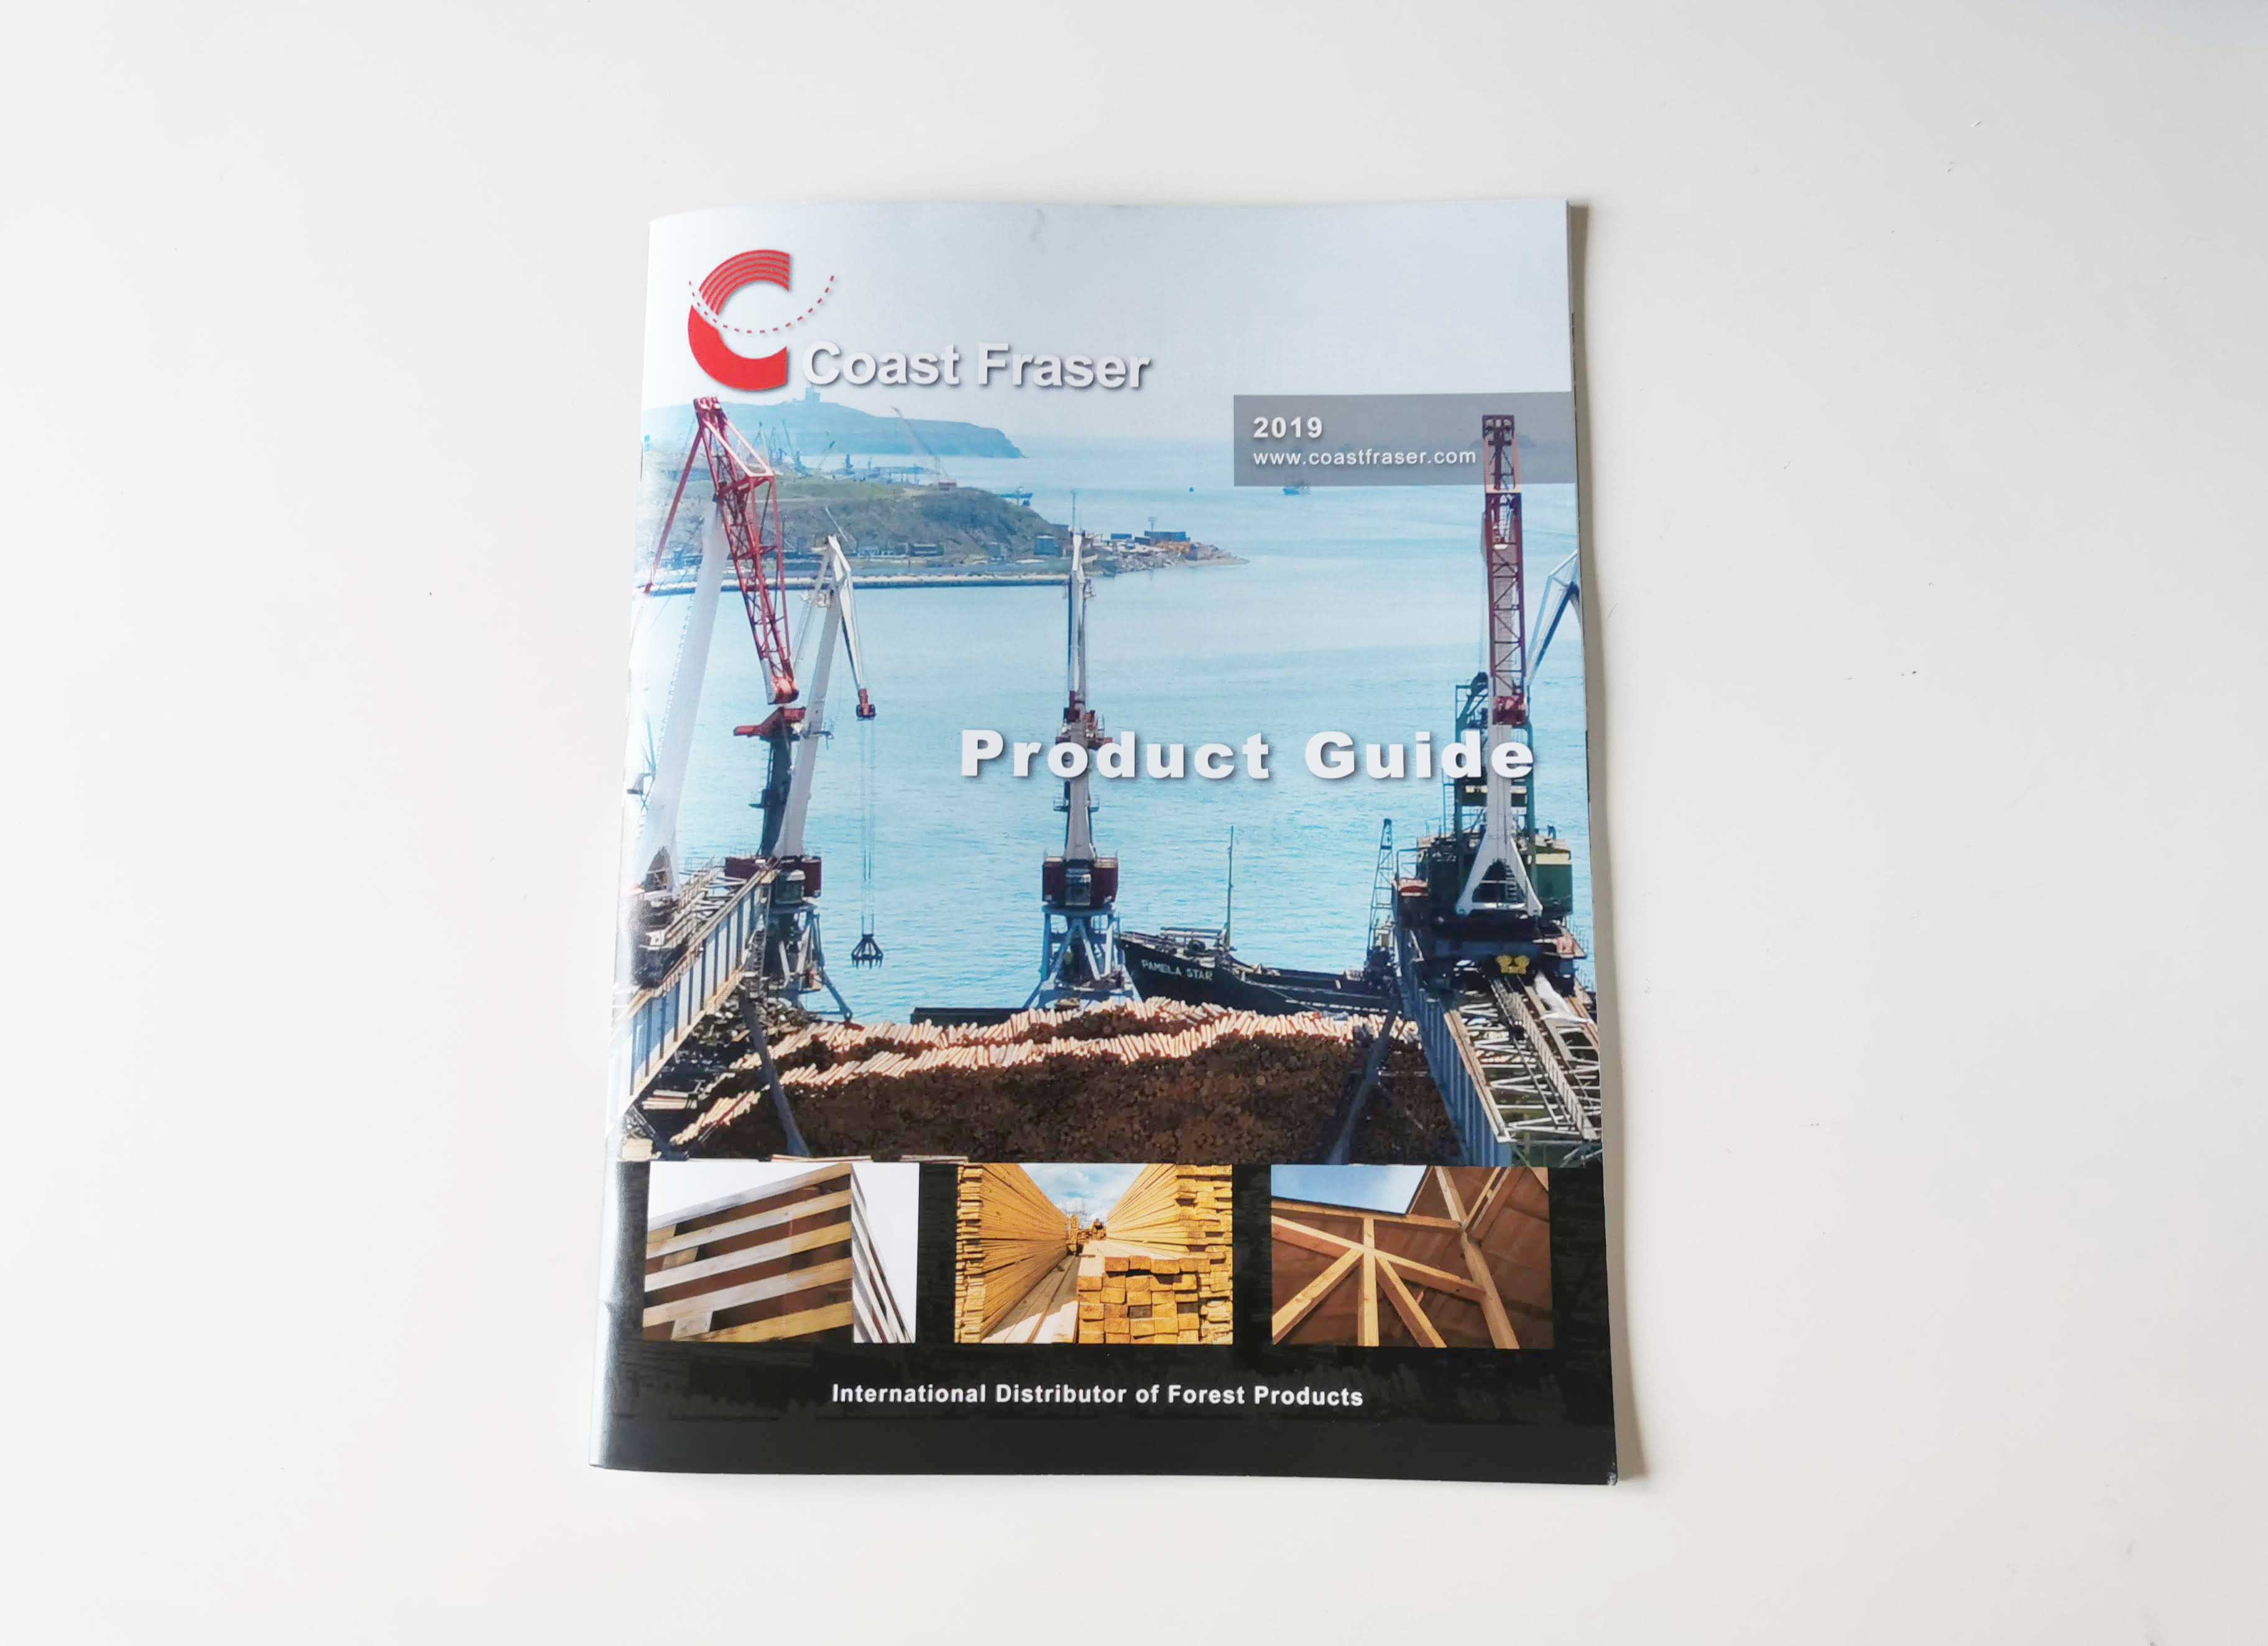 Coast Fraser
2019
www.coastfraser.com
Product Guide
PAMELA STAR
International Distributor of Forest Products